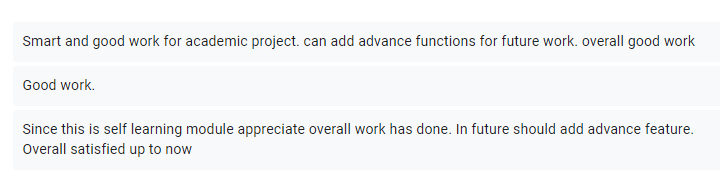 Smart and good work for academic project. can add advance functions for future work. overall good work
Good work.
Since this is self learning module appreciate overall work has done. In future should add advance feature.
Overall satisfied up to now